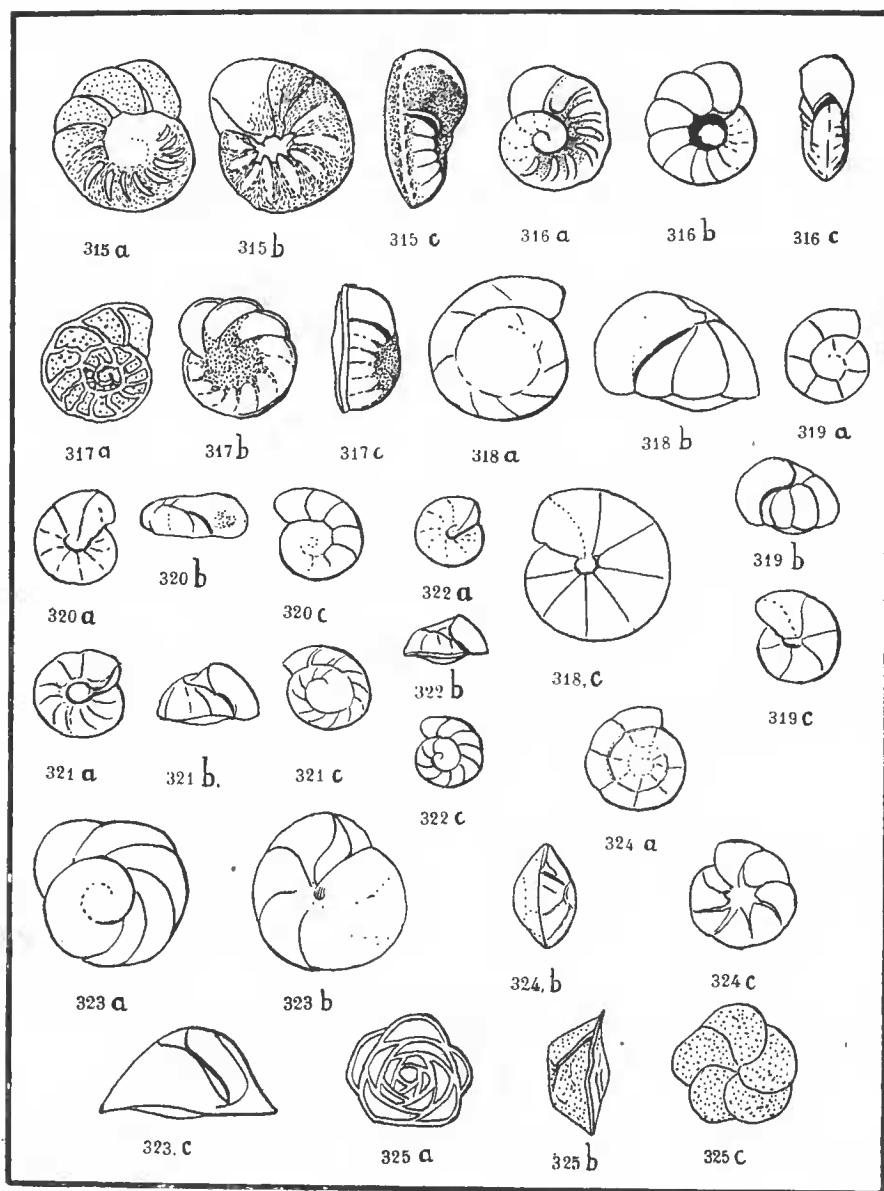 315 a 315 b 315 c 316 a 316 b 316 c
317 a 317 b 317 c 318 a 318 b 319 a
320 a 320 b 320 c 322 a 319 b
321 a 321 b. 321 c 322 b 318, c 319 c
322 c 324 a
323 a 323 b 324, b 324 c
323. c 325 a 325 b 325 c